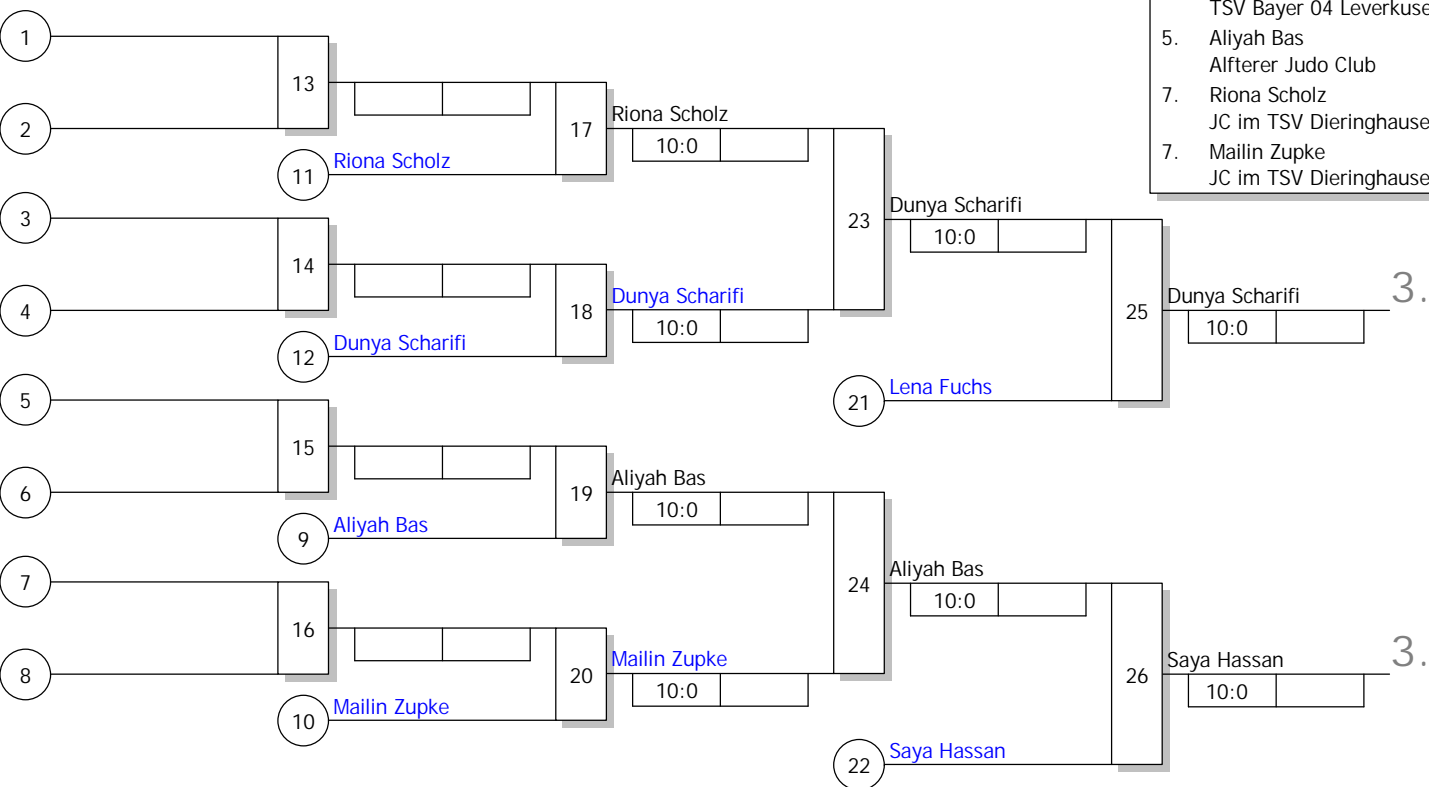 TSV Bayer 04 Leverkuse
5. Aliyah Bas
Alfterer Judo Club
7. Riona Scholz
JC im TSV Dieringhause
7. Mailin Zupke
JC im TSV Dieringhause
1
13
2
17
Riona Scholz
10:0
11
Riona Scholz
3
14
4
18
Dunya Scharifi
10:0
12
Dunya Scharifi
23
Dunya Scharifi
10:0
25
Dunya Scharifi
10:0
3.
21
Lena Fuchs
5
15
6
19
Aliyah Bas
10:0
9
Aliyah Bas
7
16
8
20
Mailin Zupke
10:0
10
Mailin Zupke
24
Aliyah Bas
10:0
26
Saya Hassan
10:0
3.
22
Saya Hassan